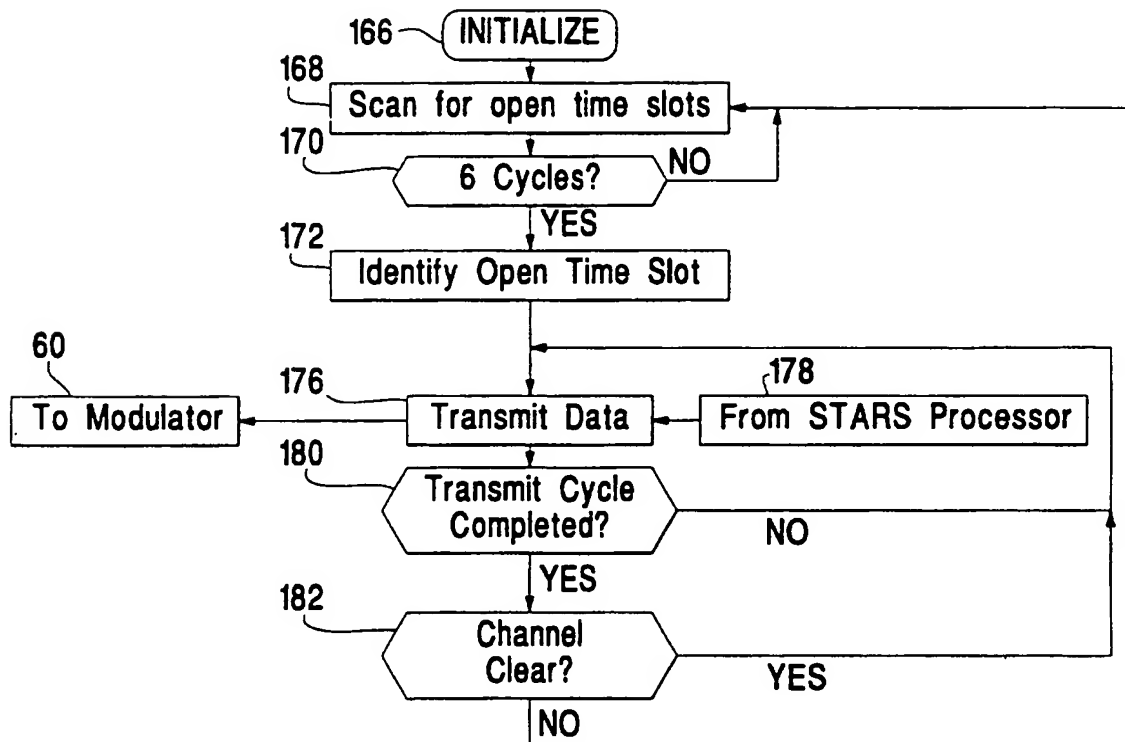 166
INITIALIZE
168
Scan for open time slots
170
6 Cycles?
NO
YES
172
Identify Open Time Slot
60
To Modulator
176
Transmit Data
178
From STARS Processor
180
Transmit Cycle
Completed?
NO
YES
182
Channel
Clear?
YES
NO